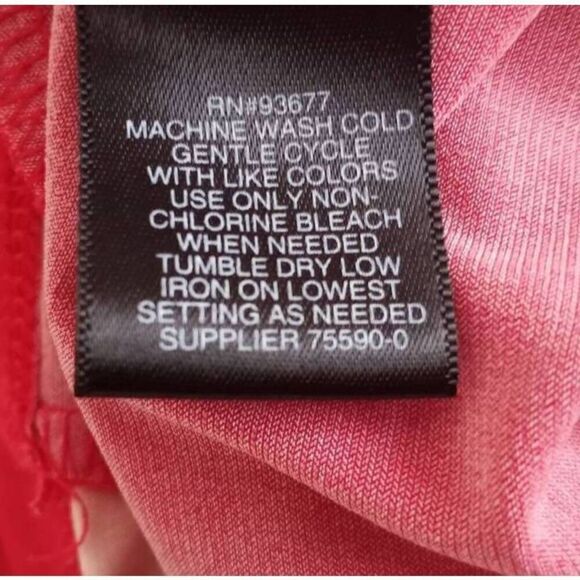 RN#93677
MACHINE WASH COLD
GENTLE CYCLE
WITH LIKE COLORS
USE ONLY NON-
CHLORINE BLEACH
WHEN NEEDED
TUMBLE DRY LOW
IRON ON LOWEST
SETTING AS NEEDED
SUPPLIER 75590-0